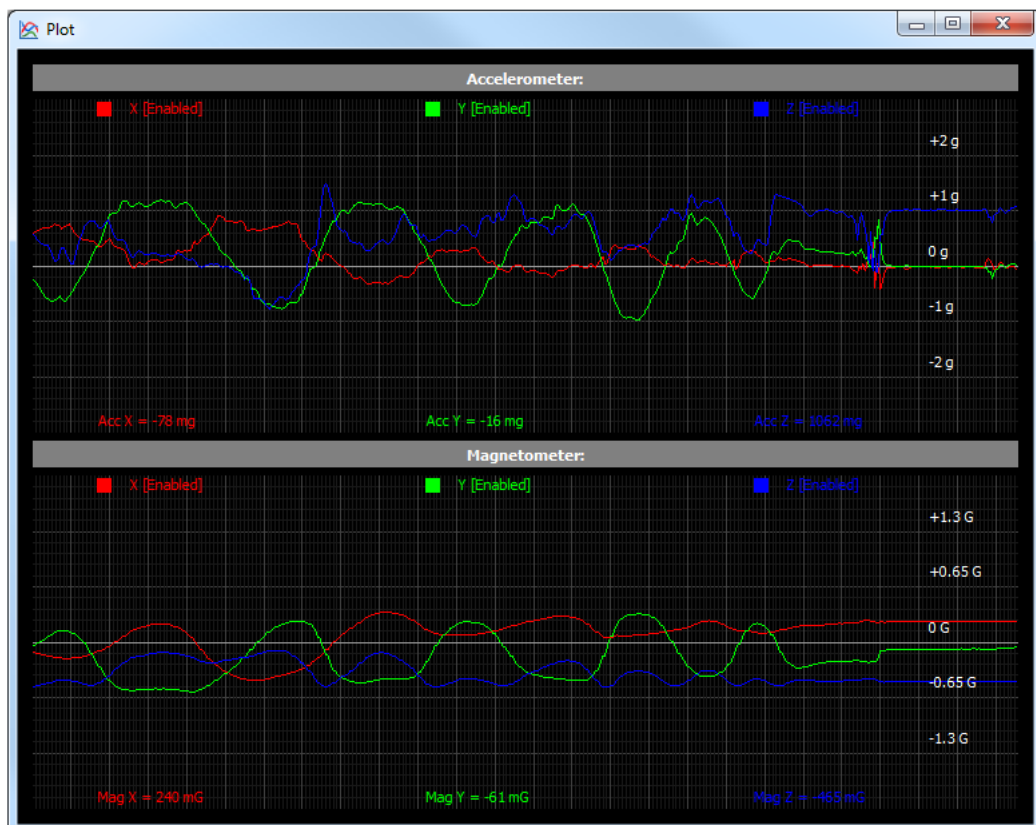 Plot
Accelerometer:
X [Enabled] Y [Enabled] Z [Enabled]
+2 g
+1 g
0 g
-1 g
-2 g
Acc X = -78 mg Acc Y = -16 mg Acc Z = 1062 mg
Magnetometer:
X [Enabled] Y [Enabled] Z [Enabled]
+1.3 G
+0.65 G
0 G
-0.65 G
-1.3 G
Mag X = 240 mG Mag Y = -61 mG Mag Z = -465 mG